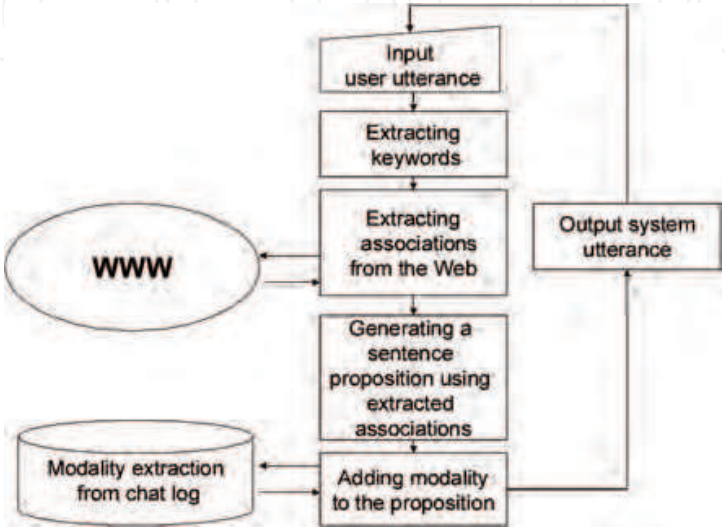 Input
user utterance
Extracting
keywords
Extracting
associations
from the Web
WWW
Output system
utterance
Generating a
sentence
proposition using
extracted
associations
Modality extraction
from chat log
Adding modality
to the proposition